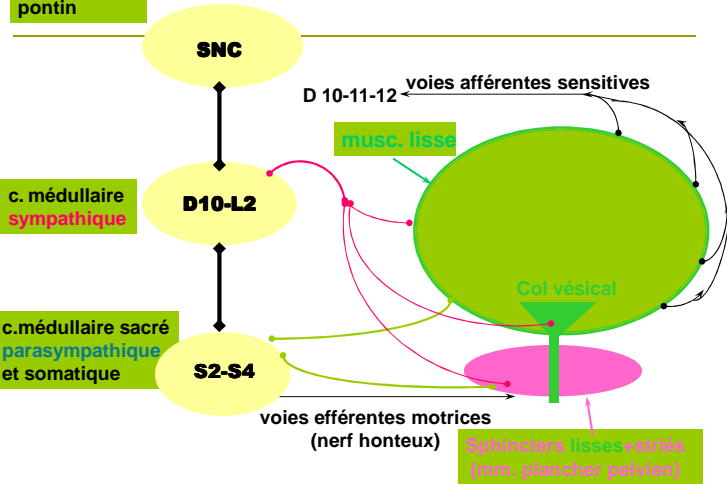 pontin
SNC
voies afférentes sensitives
D 10-11-12
musc. lisse
c. médullaire
sympathique
D10-L2
Col vésical
c.médullaire sacré
parasympathique
et somatique
S2-S4
voies efférentes motrices
(nerf honteux)
Sphincters lisses+striés
(mm. plancher pelvien)